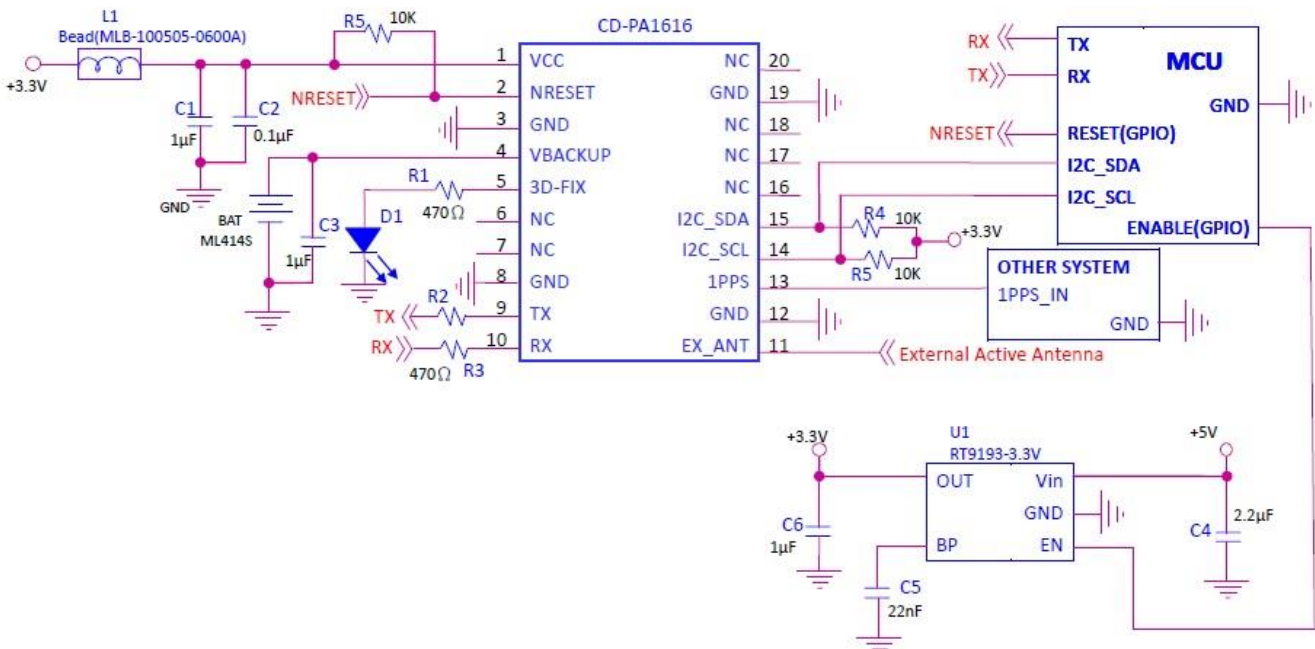 L1
Bead(MLB-100505-0600A)
+3.3V
R5
10K
C1
1μF
C2
0.1μF
GND
NRESET
BAT
ML414S
C3
1μF
R1
470Ω
D1
R2
TX
RX
470Ω
R3
CD-PA1616
1 VCC
2 NRESET
3 GND
4 VBACKUP
5 3D-FIX
6 NC
7 NC
8 GND
9 TX
10 RX
NC 20
GND 19
NC 18
NC 17
NC 16
I2C_SDA 15
I2C_SCL 14
1PPS 13
GND 12
EX_ANT 11
R4
10K
+3.3V
R5
10K
External Active Antenna
RX
TX
NRESET
MCU
TX
RX
GND
RESET(GPIO)
I2C_SDA
I2C_SCL
ENABLE(GPIO)
OTHER SYSTEM
1PPS_IN
GND
+3.3V
U1
RT9193-3.3V
+5V
OUT
Vin
GND
BP
EN
C6
1μF
C5
22nF
C4
2.2μF